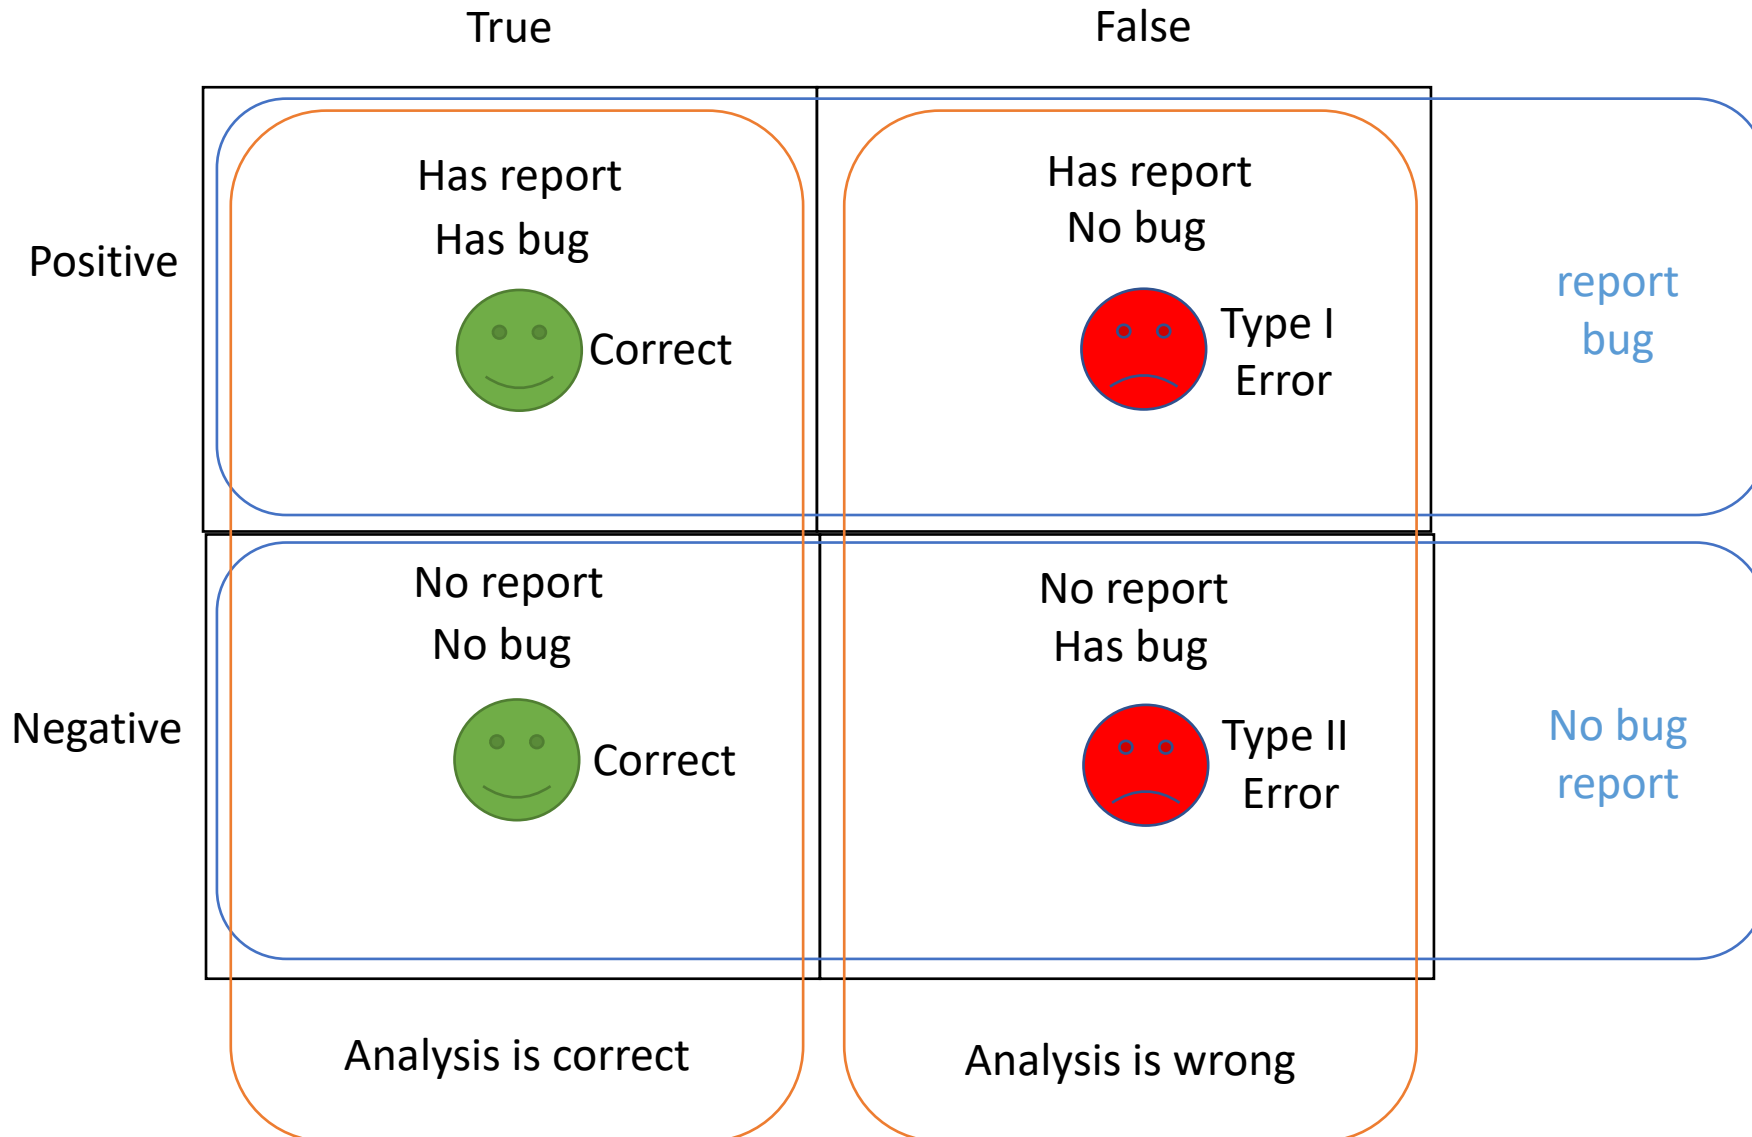 True
False
Positive
Has report
Has bug
Correct
Has report
No bug
Type I
Error
report
bug
Negative
No report
No bug
Correct
No report
Has bug
Type II
Error
No bug
report
Analysis is correct
Analysis is wrong